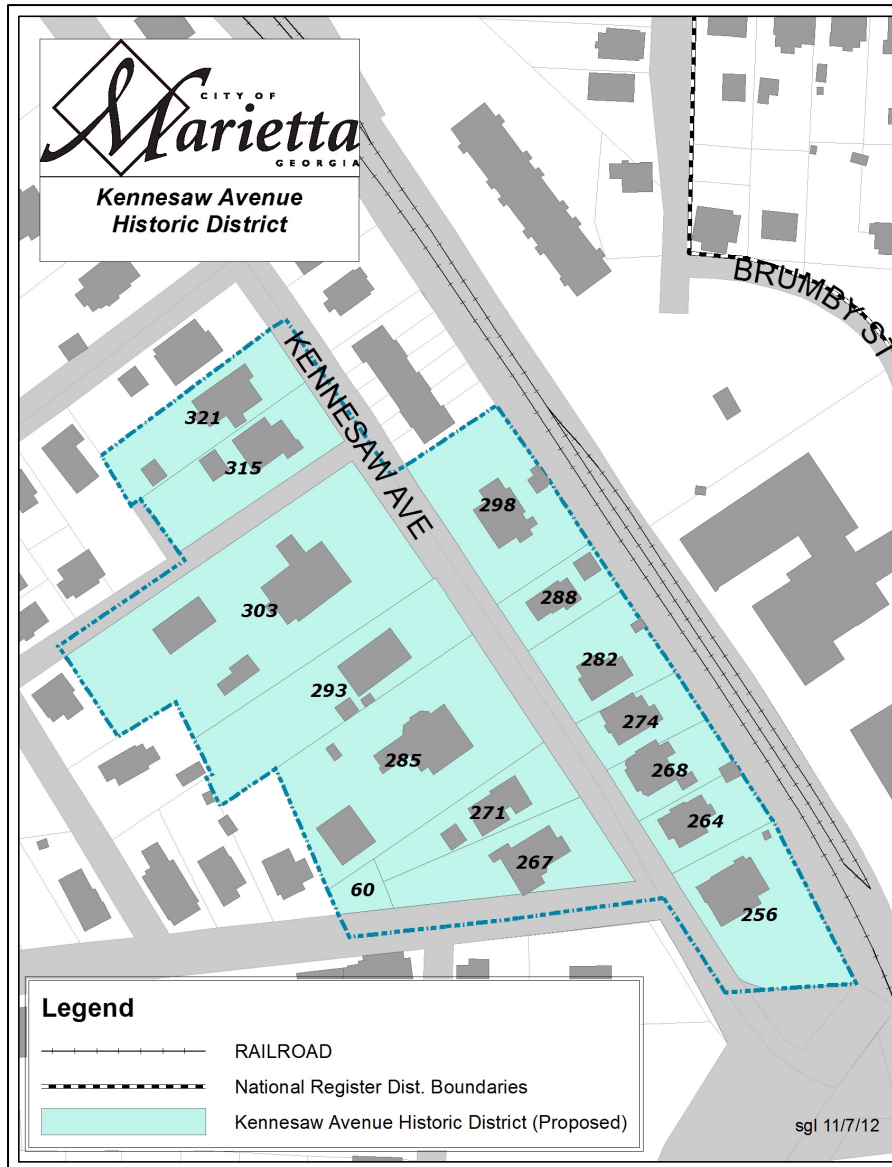 CITY OF
Marietta
GEORGIA
Kennesaw Avenue
Historic District
BRUMBY ST
KENNESAW AVE
321
315
298
288
303
282
293
274
285
268
271
264
267
60
256
Legend
RAILROAD
National Register Dist. Boundaries
Kennesaw Avenue Historic District (Proposed)
sgl 11/7/12